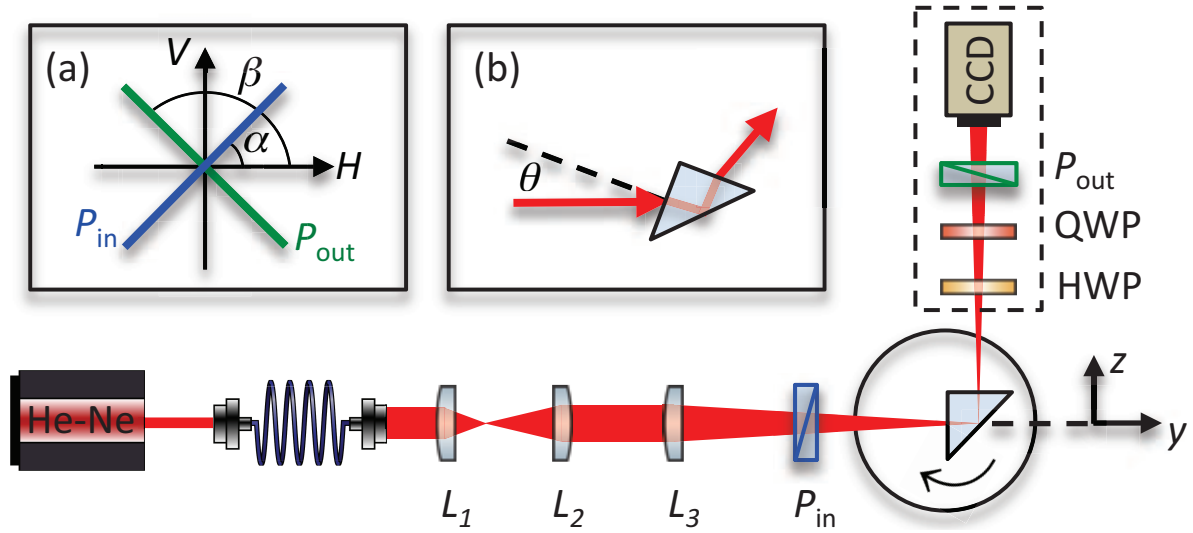 (a)
V
β
α
H
P_in
P_out
(b)
θ
CCD
P_out
QWP
HWP
z
y
He-Ne
L_1
L_2
L_3
P_in